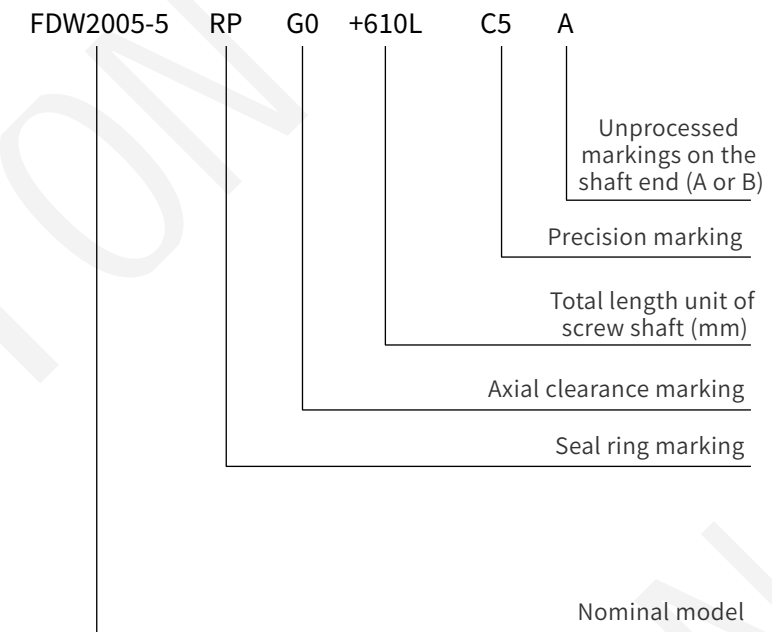 FDW2005-5 RP G0 +610L C5 A
Unprocessed
markings on the
shaft end (A or B)
Precision marking
Total length unit of
screw shaft (mm)
Axial clearance marking
Seal ring marking
Nominal model